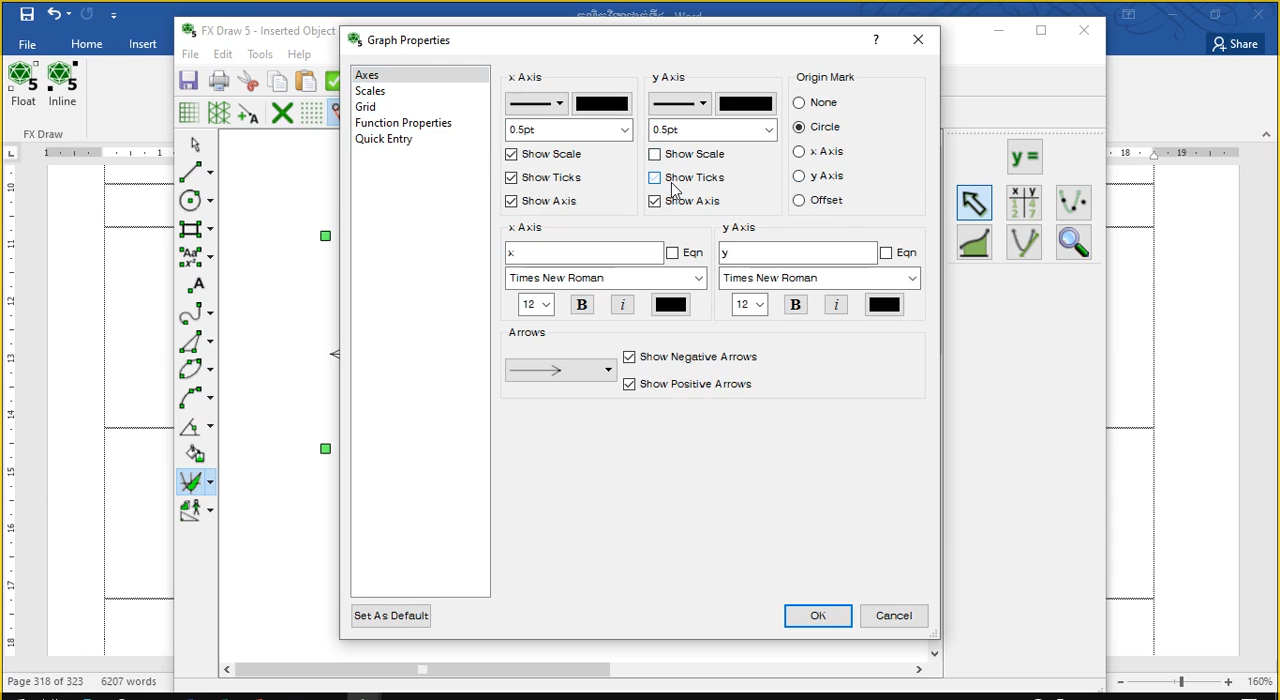 File
Home
Insert
Share
Float
Inline
FX Draw
FX Draw 5 - Inserted Object
File Edit Tools Help
Graph Properties
Axes
Scales
Grid
Function Properties
Quick Entry
x Axis
0.5pt
Show Scale
Show Ticks
Show Axis
y Axis
0.5pt
Show Scale
Show Ticks
Show Axis
Origin Mark
None
Circle
x Axis
y Axis
Offset
x Axis
x
Eqn
Times New Roman
12 B i
y Axis
y
Eqn
Times New Roman
12 B i
Arrows
Show Negative Arrows
Show Positive Arrows
Set As Default
OK
Cancel
y =
Page 318 of 323
6207 words
160%